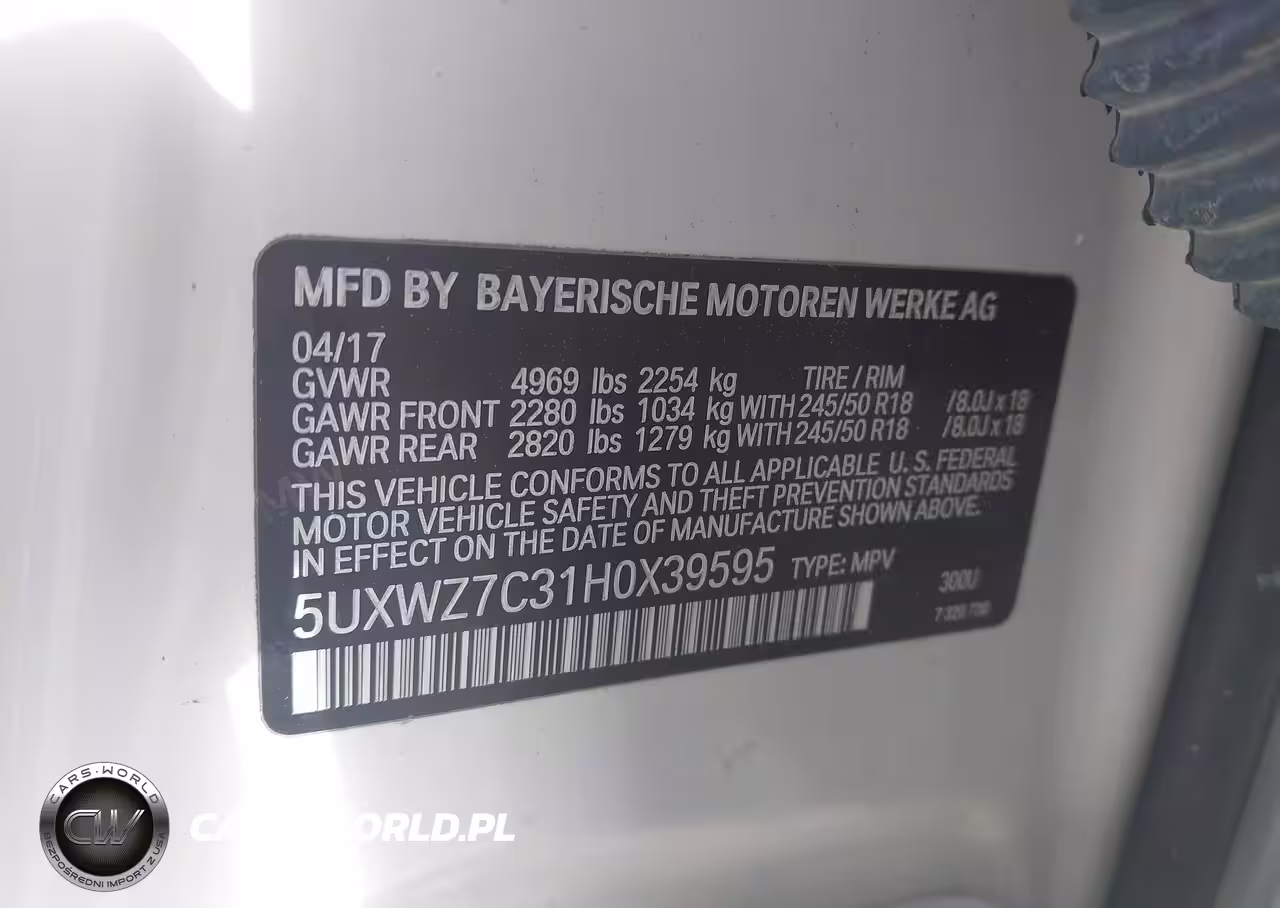 MFD BY BAYERISCHE MOTOREN WERKE AG
04/17
GVWR 4969 lbs 2254 kg TIRE / RIM
GAWR FRONT 2280 lbs 1034 kg WITH 245/50 R18 /8.0J x 18
GAWR REAR 2820 lbs 1279 kg WITH 245/50 R18 /8.0J x 18
THIS VEHICLE CONFORMS TO ALL APPLICABLE U. S. FEDERAL
MOTOR VEHICLE SAFETY AND THEFT PREVENTION STANDARDS
IN EFFECT ON THE DATE OF MANUFACTURE SHOWN ABOVE.
5UXWZ7C31H0X39595 TYPE: MPV
300U
CARS·WORLD
CW
BEZPOŚREDNI IMPORT Z USA
WORLD.PL